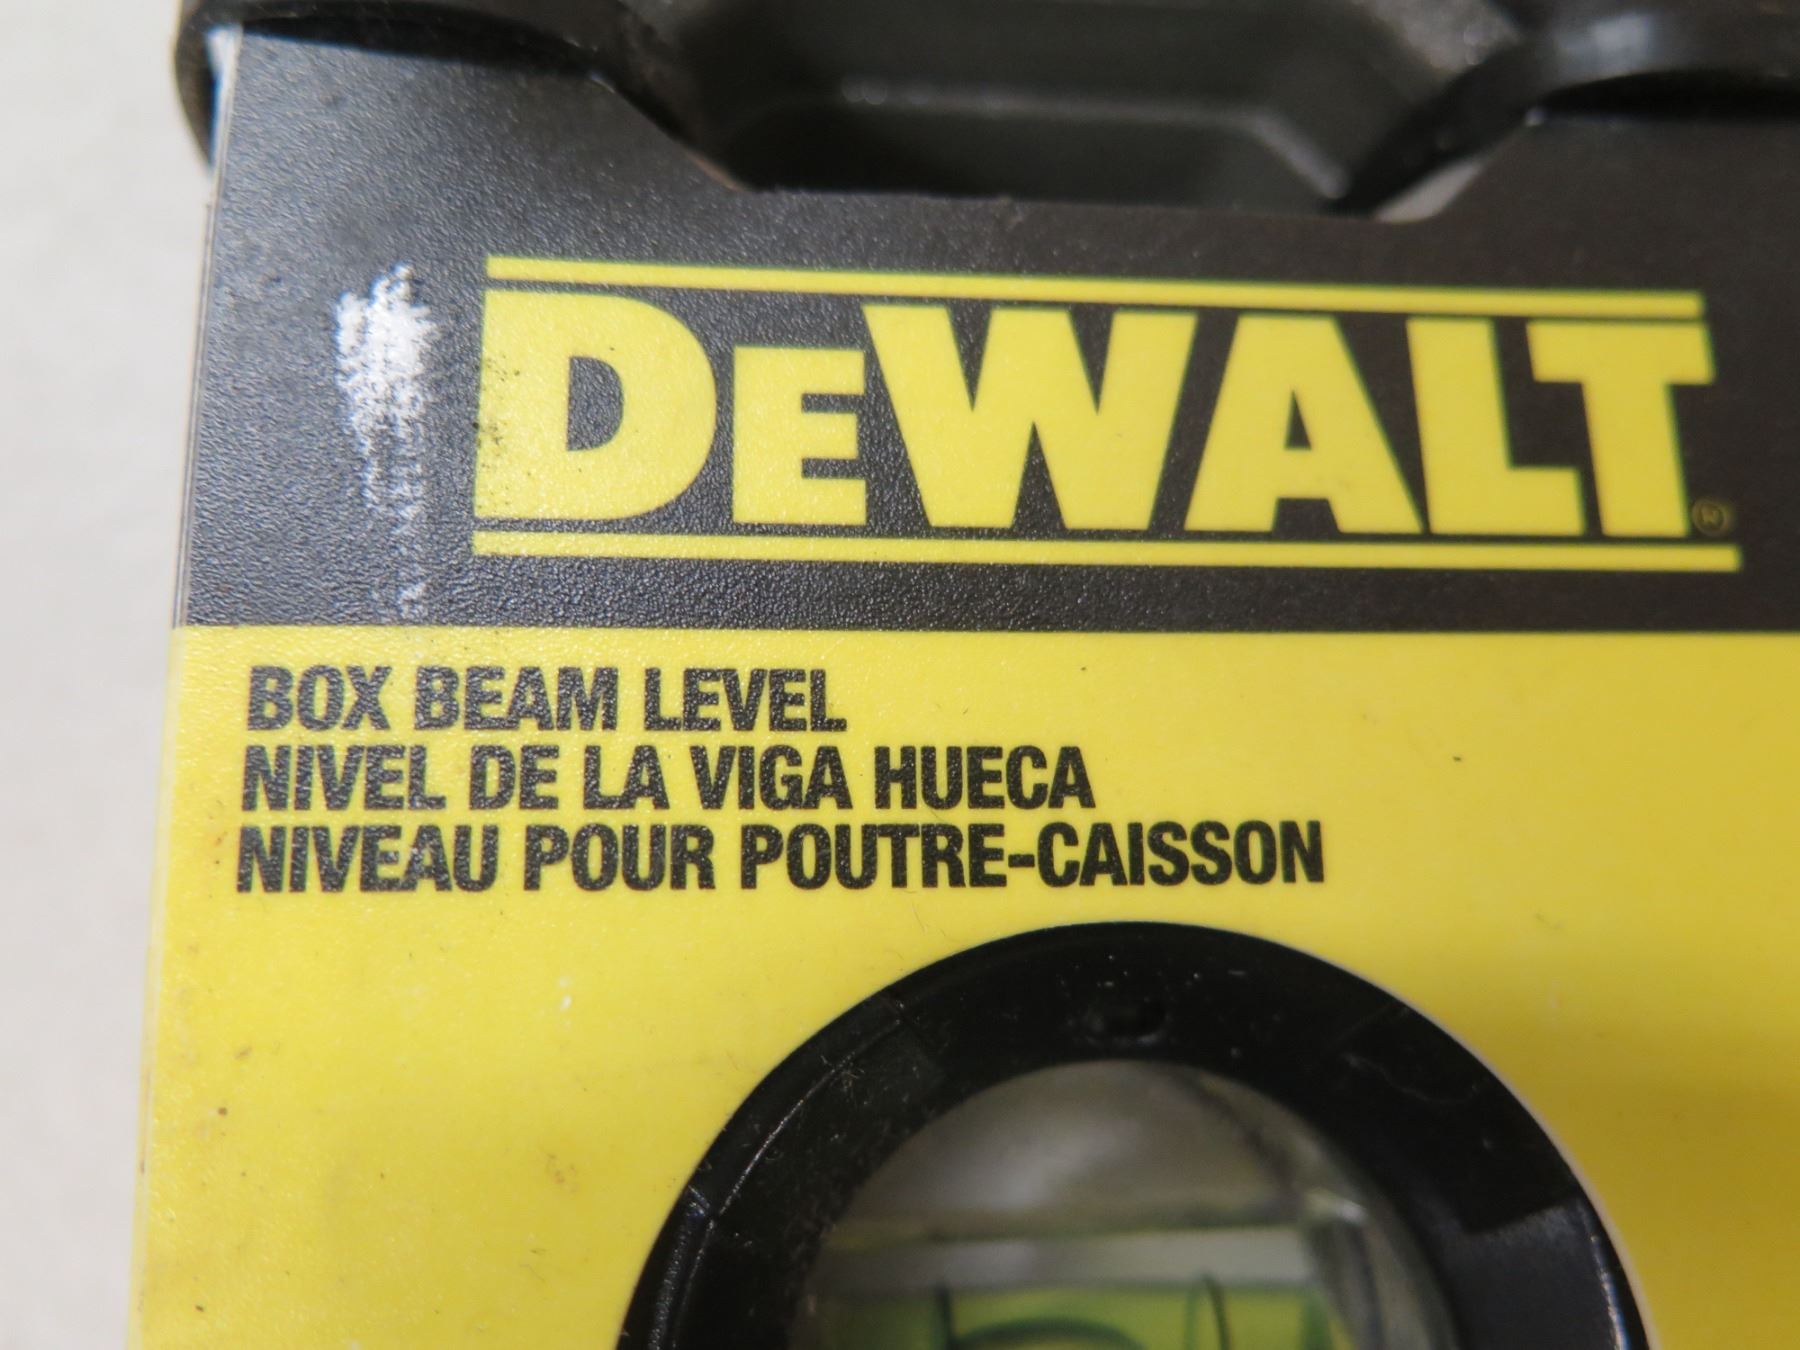 DEWALT®
BOX BEAM LEVEL
NIVEL DE LA VIGA HUECA
NIVEAU POUR POUTRE-CAISSON